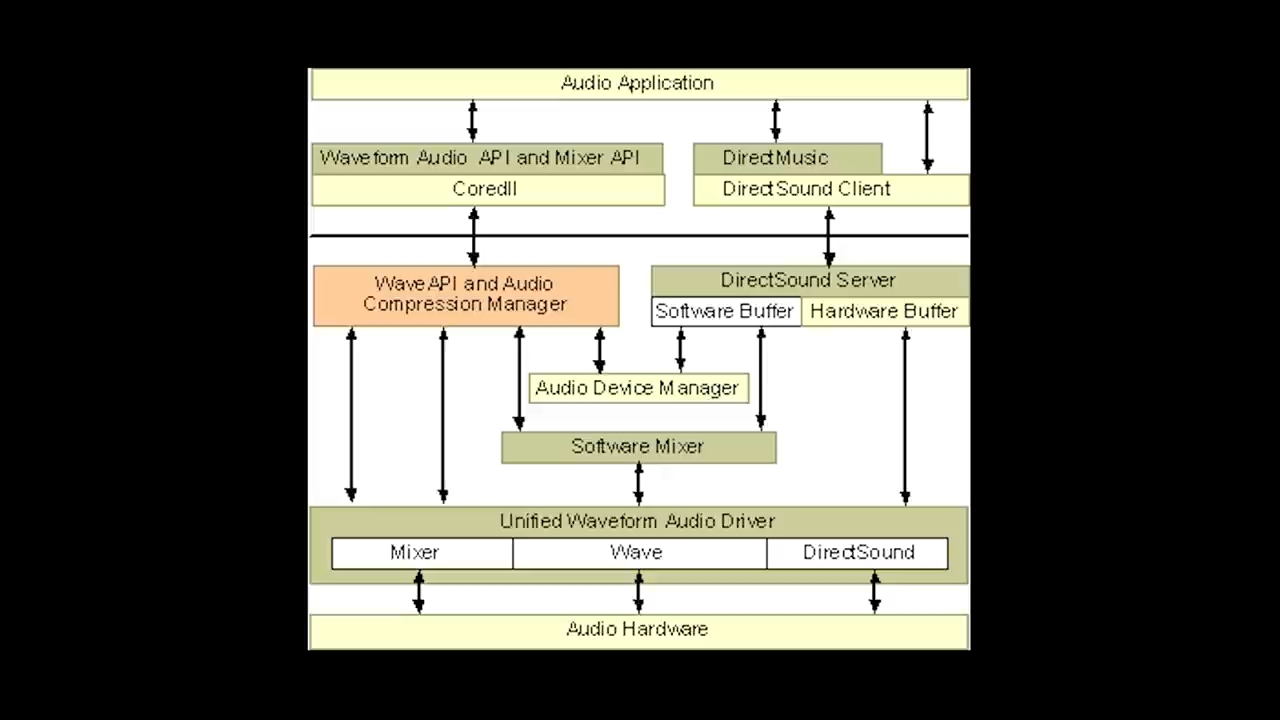 Audio Application
Waveform Audio API and Mixer API
DirectMusic
Coredll
DirectSound Client
WaveAPI and Audio
Compression Manager
DirectSound Server
Software Buffer
Hardware Buffer
Audio Device Manager
Software Mixer
Unified Waveform Audio Driver
Mixer
Wave
DirectSound
Audio Hardware